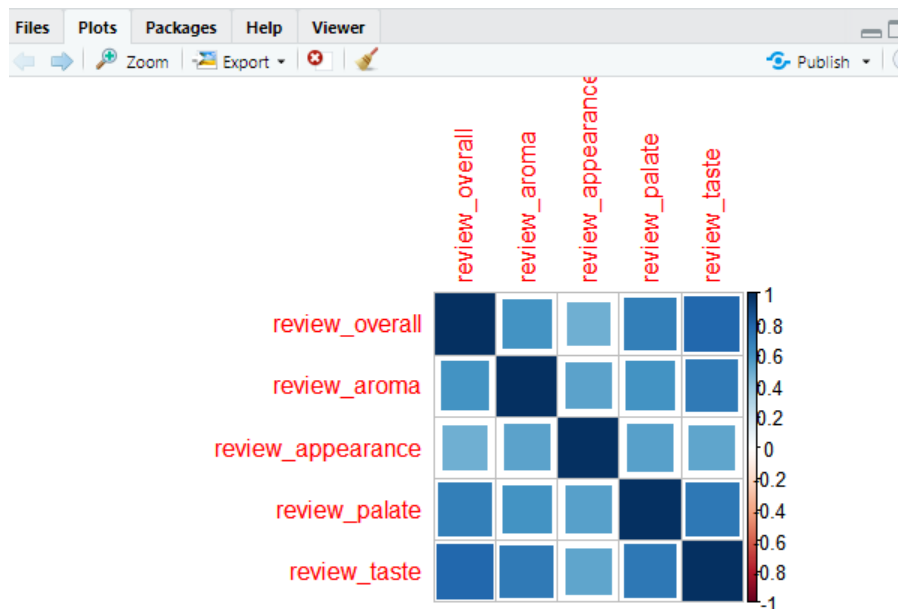 Files Plots Packages Help Viewer
Zoom Export Publish
review_overall
review_aroma
review_appearance
review_palate
review_taste
review_overall
review_aroma
review_appearance
review_palate
review_taste
1
0.8
0.6
0.4
0.2
0
-0.2
-0.4
-0.6
-0.8
-1